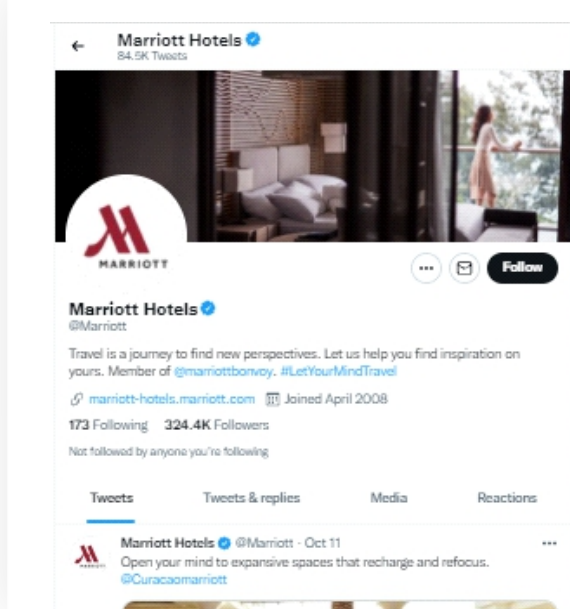 Marriott Hotels
84.5K Tweets
MARRIOTT
Follow
Marriott Hotels
@Marriott
Travel is a journey to find new perspectives. Let us help you find inspiration on
yours. Member of @marriottbonvoy. #LetYourMindTravel
marriott-hotels.marriott.com Joined April 2008
173 Following 324.4K Followers
Not followed by anyone you're following
Tweets Tweets & replies Media Reactions
Marriott Hotels @Marriott · Oct 11
Open your mind to expansive spaces that recharge and refocus.
@Curacaomarriott
MARRIOTT